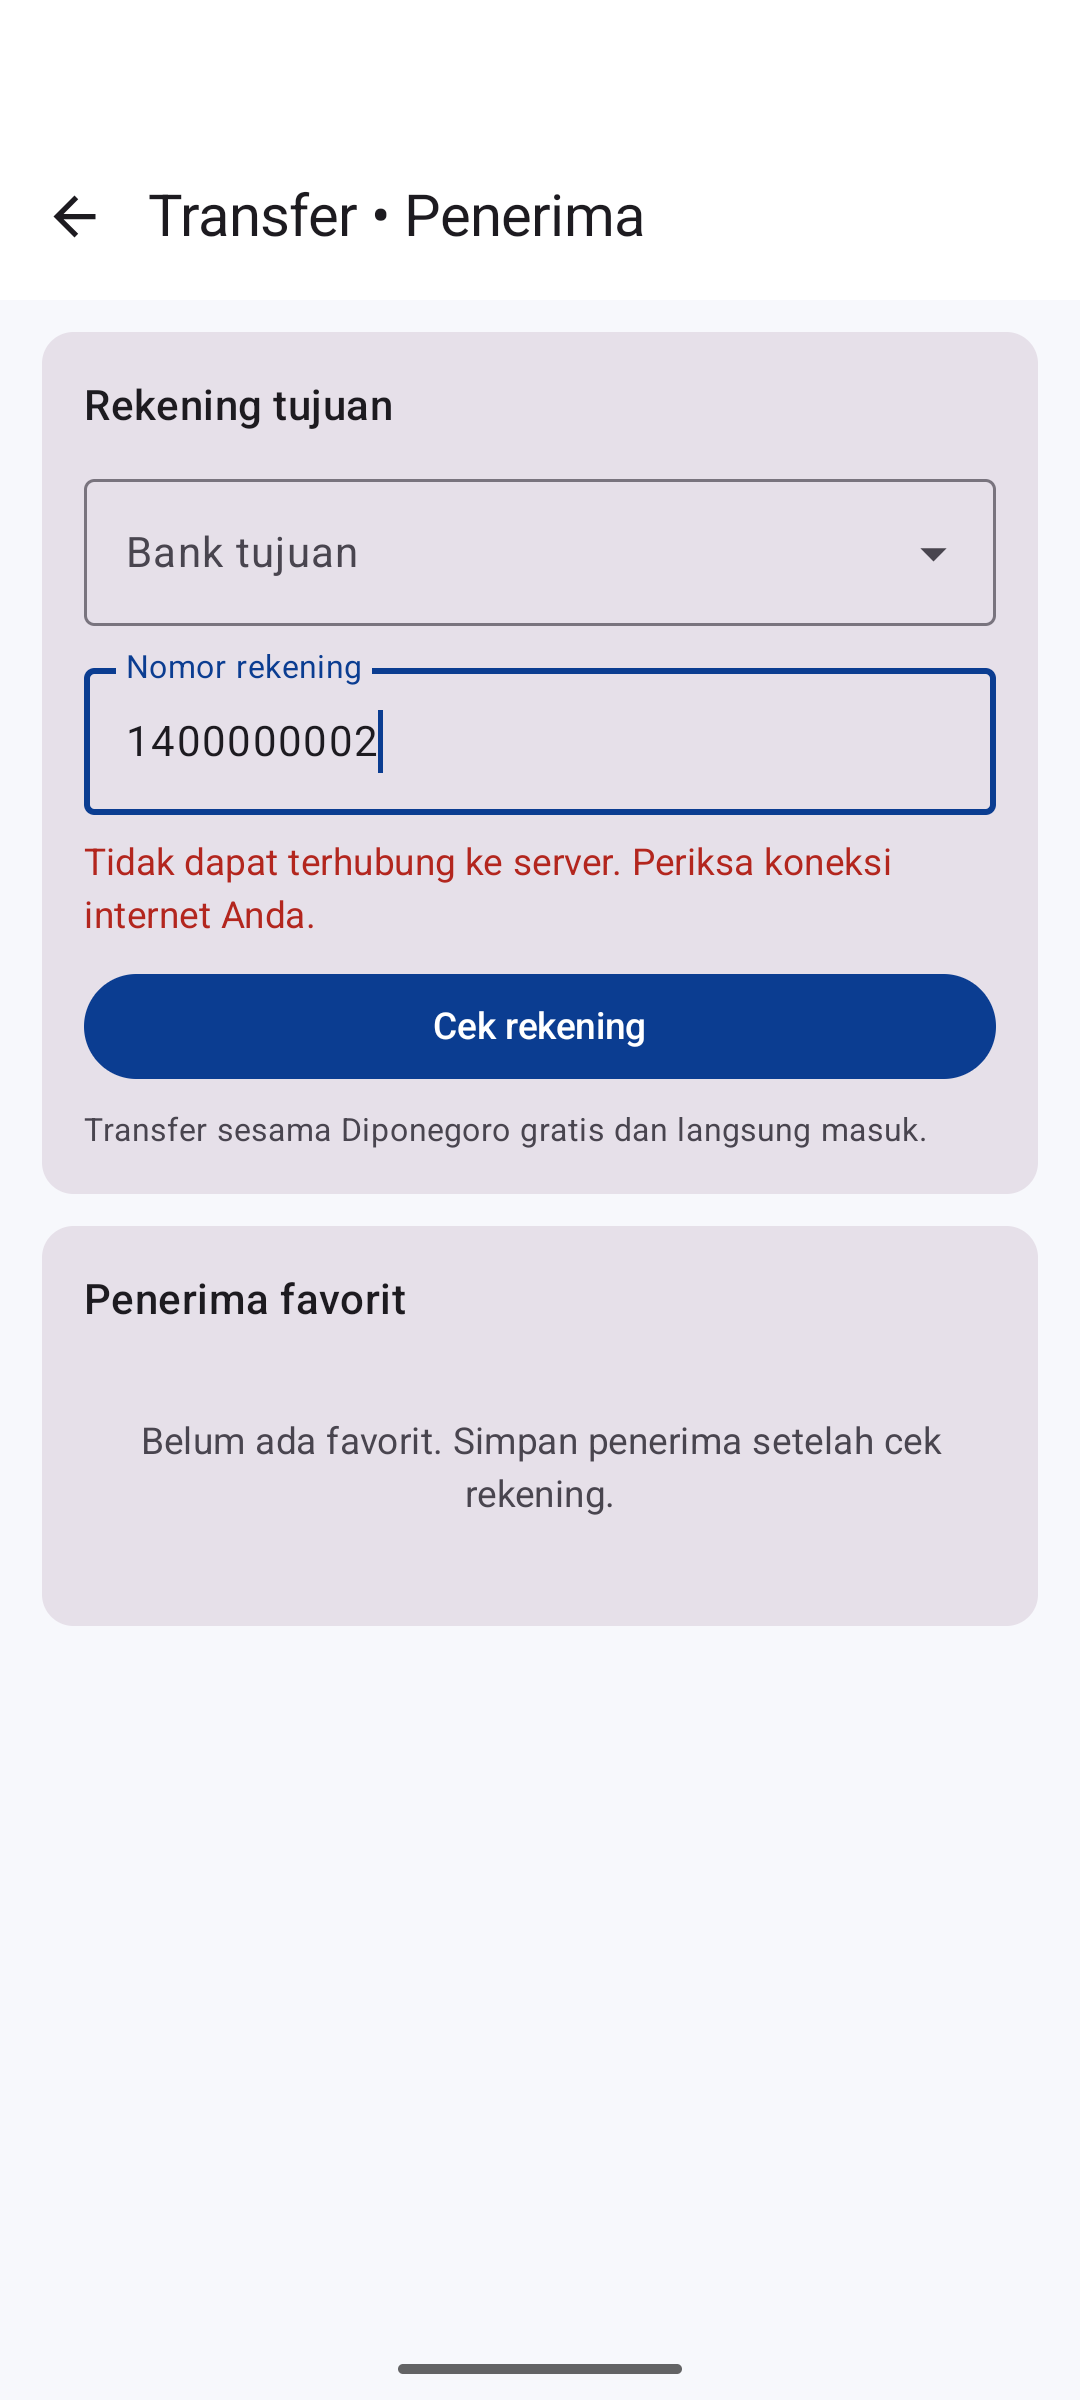 Transfer • Penerima
Rekening tujuan
Bank tujuan
Nomor rekening
1400000002
Tidak dapat terhubung ke server. Periksa koneksi
internet Anda.
Cek rekening
Transfer sesama Diponegoro gratis dan langsung masuk.
Penerima favorit
Belum ada favorit. Simpan penerima setelah cek
rekening.